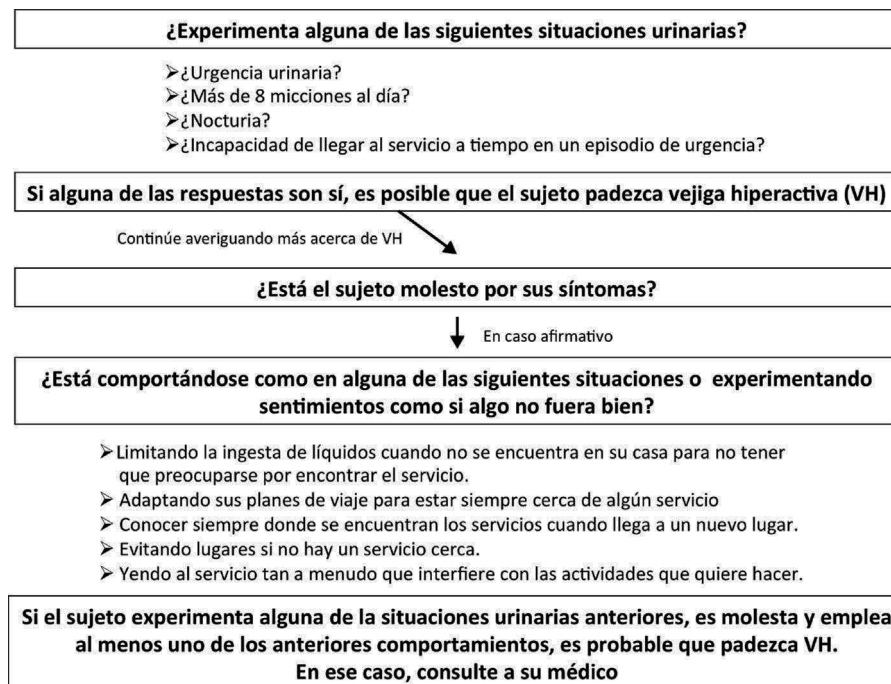 ¿Experimenta alguna de las siguientes situaciones urinarias?
➤¿Urgencia urinaria?
➤¿Más de 8 micciones al día?
➤¿Nocturia?
➤¿Incapacidad de llegar al servicio a tiempo en un episodio de urgencia?
Si alguna de las respuestas son sí, es posible que el sujeto padezca vejiga hiperactiva (VH)
Continúe averiguando más acerca de VH
¿Está el sujeto molesto por sus síntomas?
En caso afirmativo
¿Está comportándose como en alguna de las siguientes situaciones o experimentando
sentimientos como si algo no fuera bien?
➤Limitando la ingesta de líquidos cuando no se encuentra en su casa para no tener
que preocuparse por encontrar el servicio.
➤ Adaptando sus planes de viaje para estar siempre cerca de algún servicio
➤ Conocer siempre donde se encuentran los servicios cuando llega a un nuevo lugar.
➤ Evitando lugares si no hay un servicio cerca.
➤ Yendo al servicio tan a menudo que interfiere con las actividades que quiere hacer.
Si el sujeto experimenta alguna de la situaciones urinarias anteriores, es molesta y emplea
al menos uno de los anteriores comportamientos, es probable que padezca VH.
En ese caso, consulte a su médico